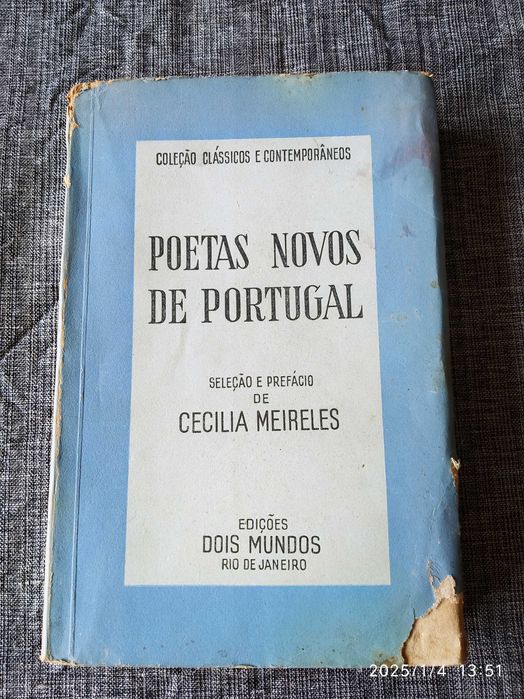 COLEÇÃO CLÁSSICOS E CONTEMPORÂNEOS
POETAS NOVOS
DE PORTUGAL
SELEÇÃO E PREFÁCIO
DE
CECILIA MEIRELES
EDIÇÕES
DOIS MUNDOS
RIO DE JANEIRO
2025/1/4 13:51